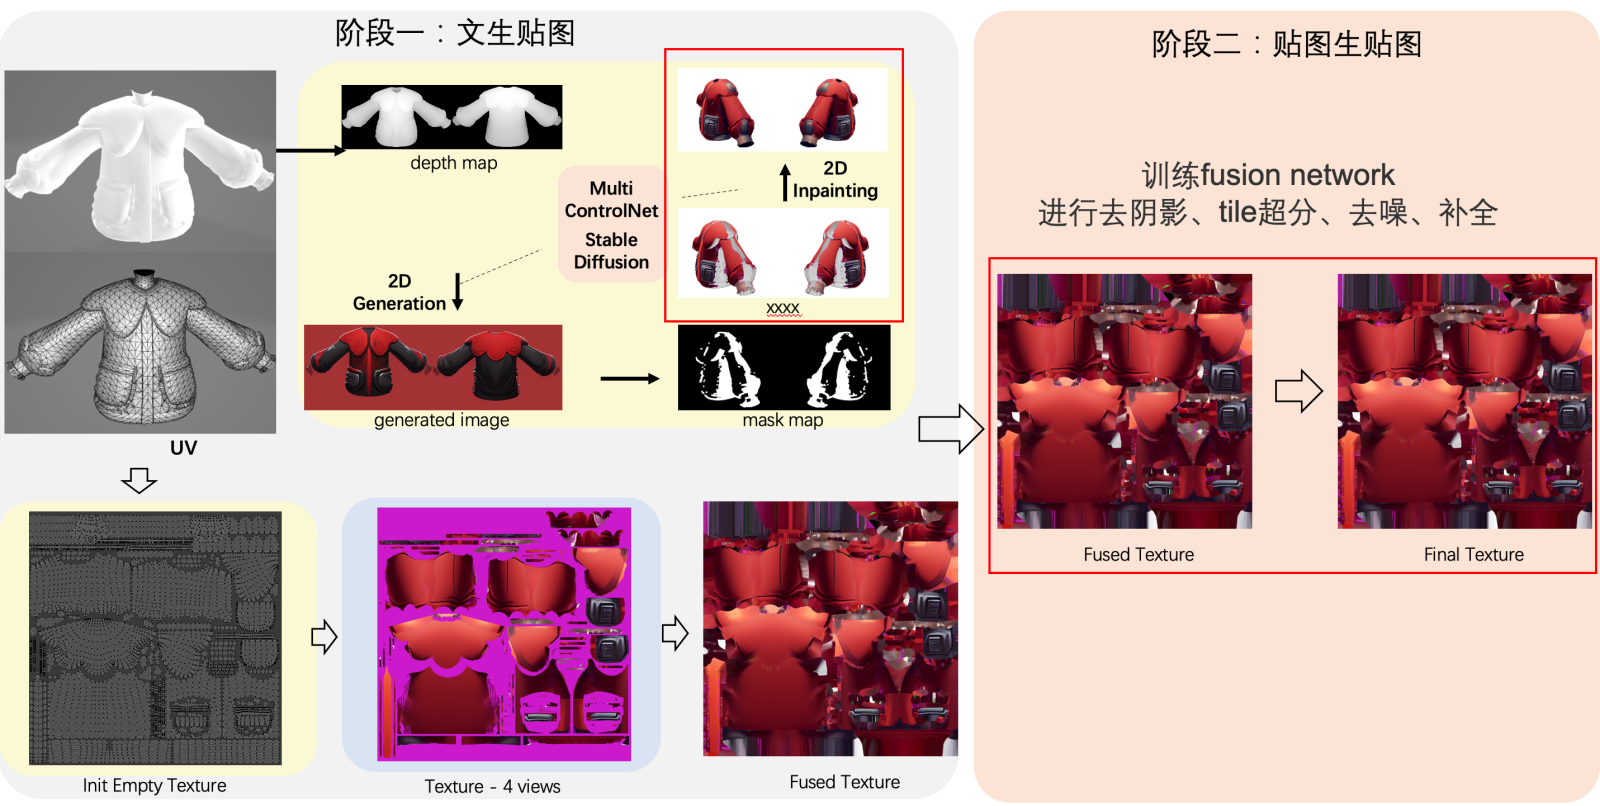 阶段一：文生贴图
depth map
Multi
ControlNet
Stable
Diffusion
2D
Inpainting
2D
Generation
xxxx
generated image
mask map
UV
Init Empty Texture
Texture - 4 views
Fused Texture
阶段二：贴图生贴图
训练fusion network
进行去阴影、tile超分、去噪、补全
Fused Texture
Final Texture